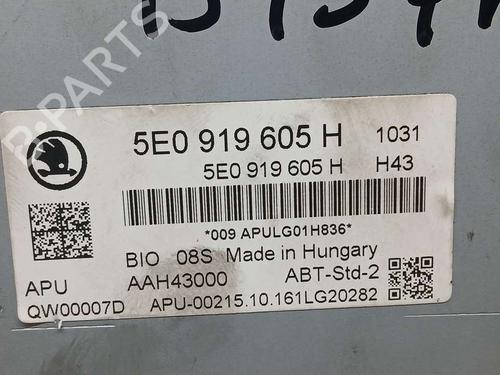 B-PARTS
5E0 919 605 H 1031
5E0 919 605 H H43
*009 APULG01H836*
BIO 08S Made in Hungary
APU AAH43000 ABT-Std-2
QW00007D APU-00215.10.161LG20282